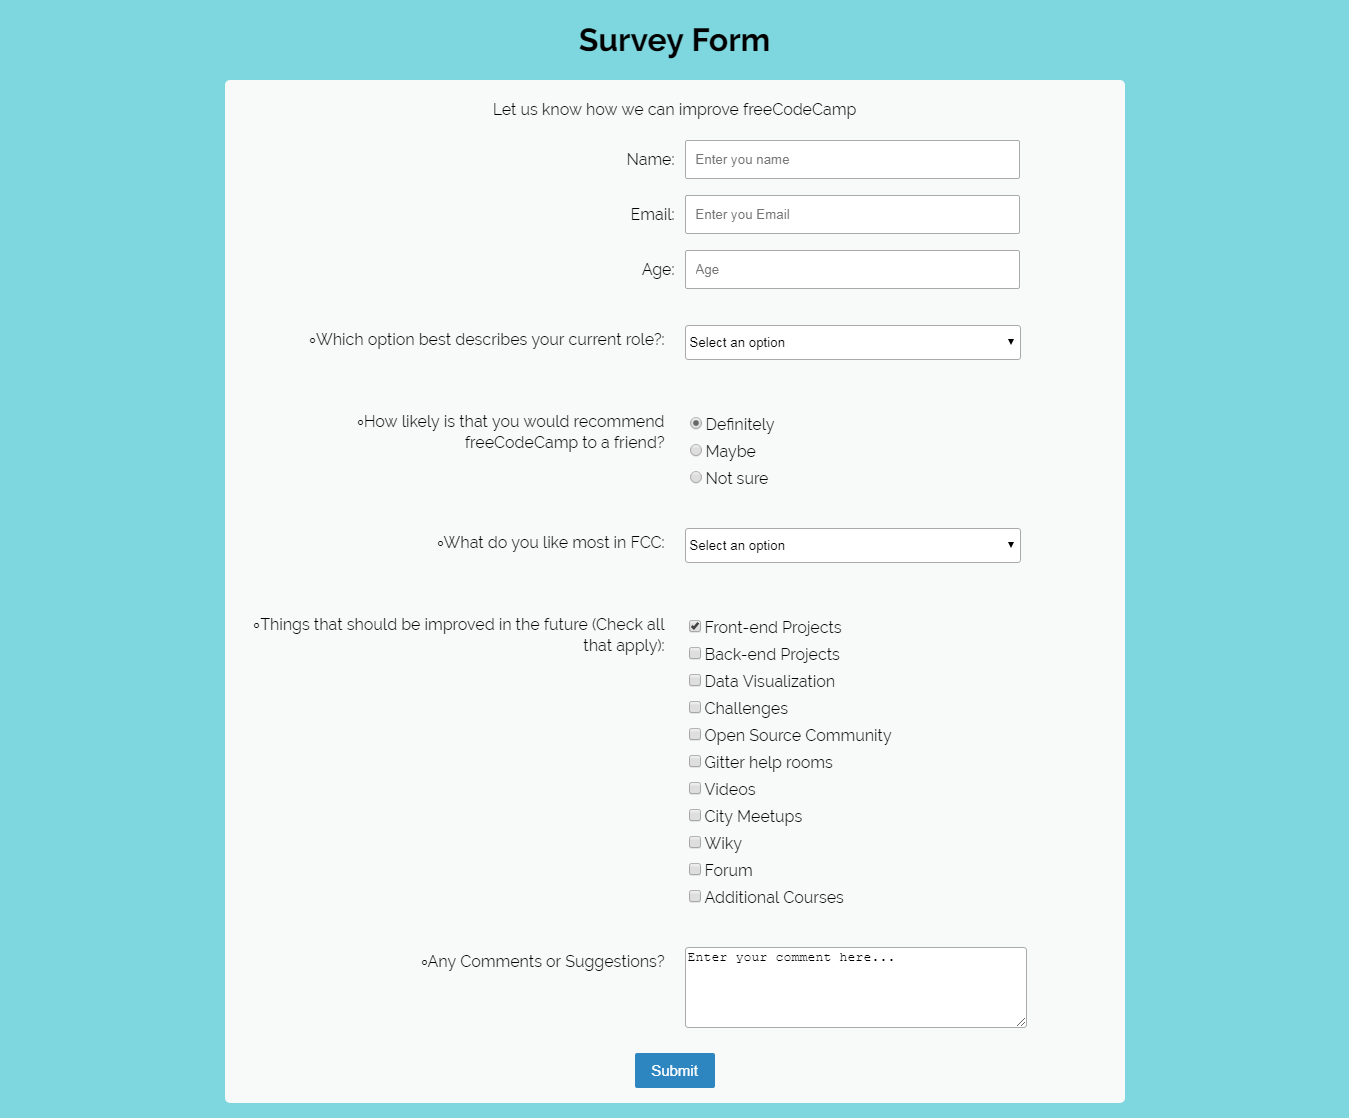 Survey Form
Let us know how we can improve freeCodeCamp
Name: Enter you name
Email: Enter you Email
Age: Age
∘Which option best describes your current role?: Select an option
∘How likely is that you would recommend
freeCodeCamp to a friend?
Definitely
Maybe
Not sure
∘What do you like most in FCC: Select an option
∘Things that should be improved in the future (Check all
that apply):
Front-end Projects
Back-end Projects
Data Visualization
Challenges
Open Source Community
Gitter help rooms
Videos
City Meetups
Wiky
Forum
Additional Courses
∘Any Comments or Suggestions? Enter your comment here...
Submit